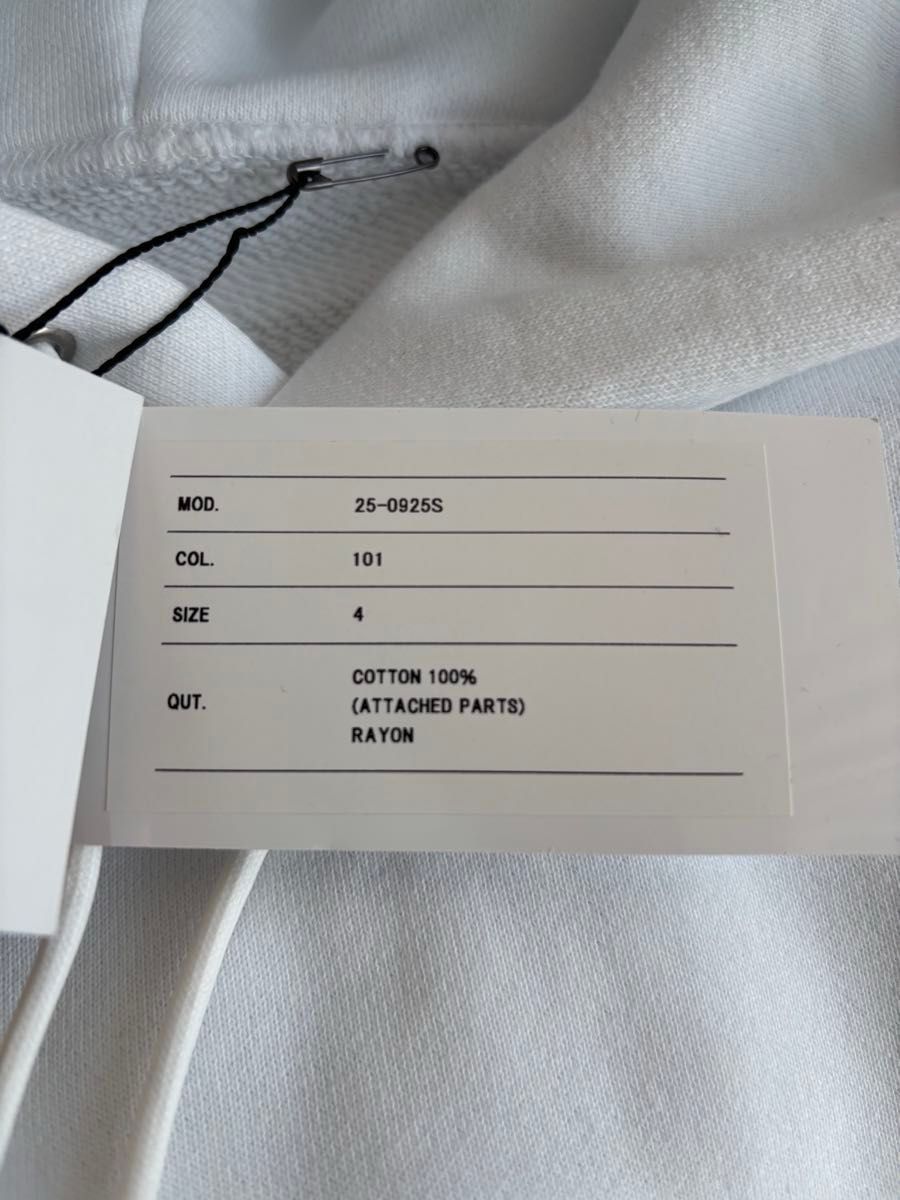 MOD. 25-0925S
COL. 101
SIZE 4
QUT. COTTON 100%
(ATTACHED PARTS)
RAYON